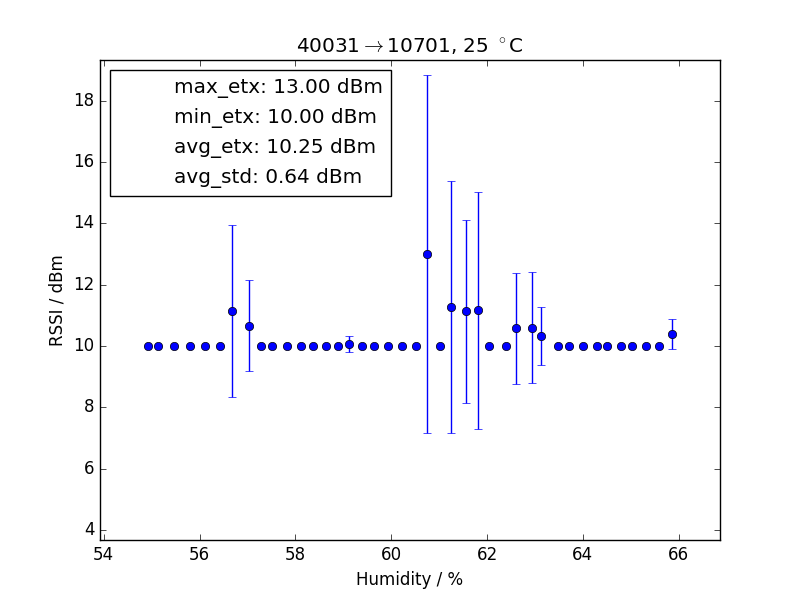 40031→10701, 25 °C
max_etx: 13.00 dBm
min_etx: 10.00 dBm
avg_etx: 10.25 dBm
avg_std: 0.64 dBm
RSSI / dBm
18
16
14
12
10
8
6
4
54 56 58 60 62 64 66
Humidity / %